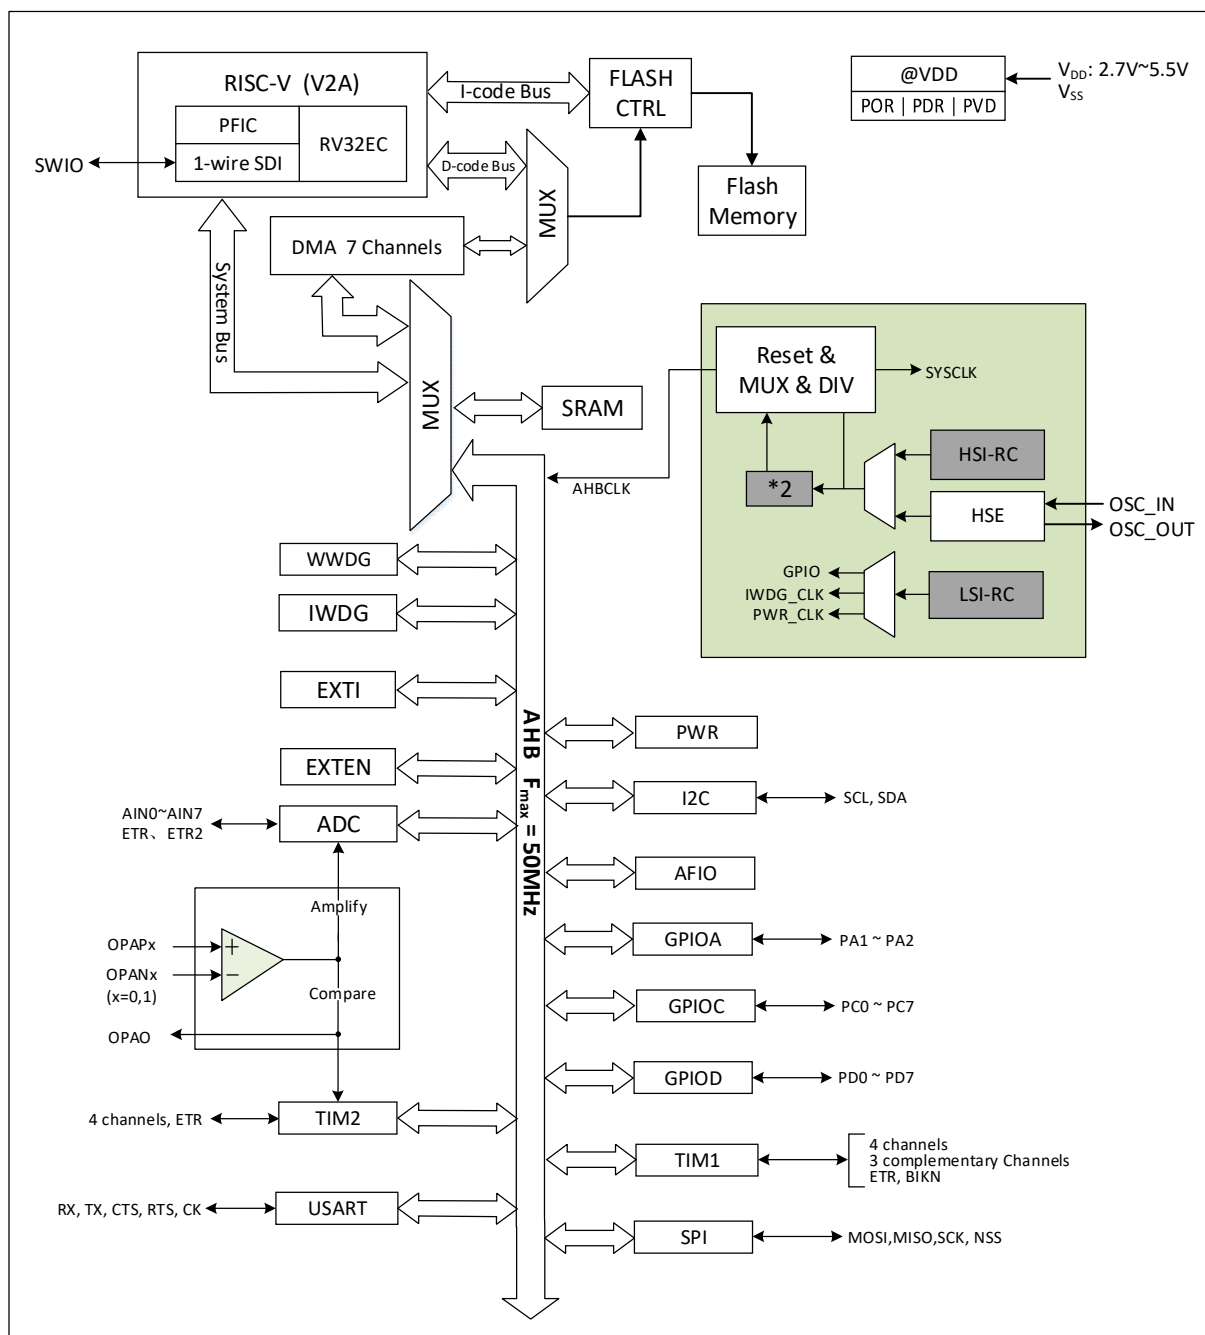 RISC-V (V2A)
PFIC
1-wire SDI
RV32EC
SWIO
I-code Bus
D-code Bus
FLASH
CTRL
MUX
Flash
Memory
@VDD
POR | PDR | PVD
VDD: 2.7V~5.5V
VSS
DMA 7 Channels
System Bus
MUX
SRAM
Reset &
MUX & DIV
SYSCLK
AHBCLK
*2
HSI-RC
HSE
OSC_IN
OSC_OUT
GPIO
IWDG_CLK
PWR_CLK
LSI-RC
WWDG
IWDG
EXTI
EXTEN
AIN0~AIN7
ETR、ETR2
ADC
Amplify
OPAPx
+
OPANx
−
(x=0,1)
Compare
OPAO
4 channels, ETR
TIM2
RX, TX, CTS, RTS, CK
USART
AHB Fmax = 50MHz
PWR
I2C
SCL, SDA
AFIO
GPIOA
PA1 ~ PA2
GPIOC
PC0 ~ PC7
GPIOD
PD0 ~ PD7
TIM1
4 channels
3 complementary Channels
ETR, BIKN
SPI
MOSI,MISO,SCK, NSS